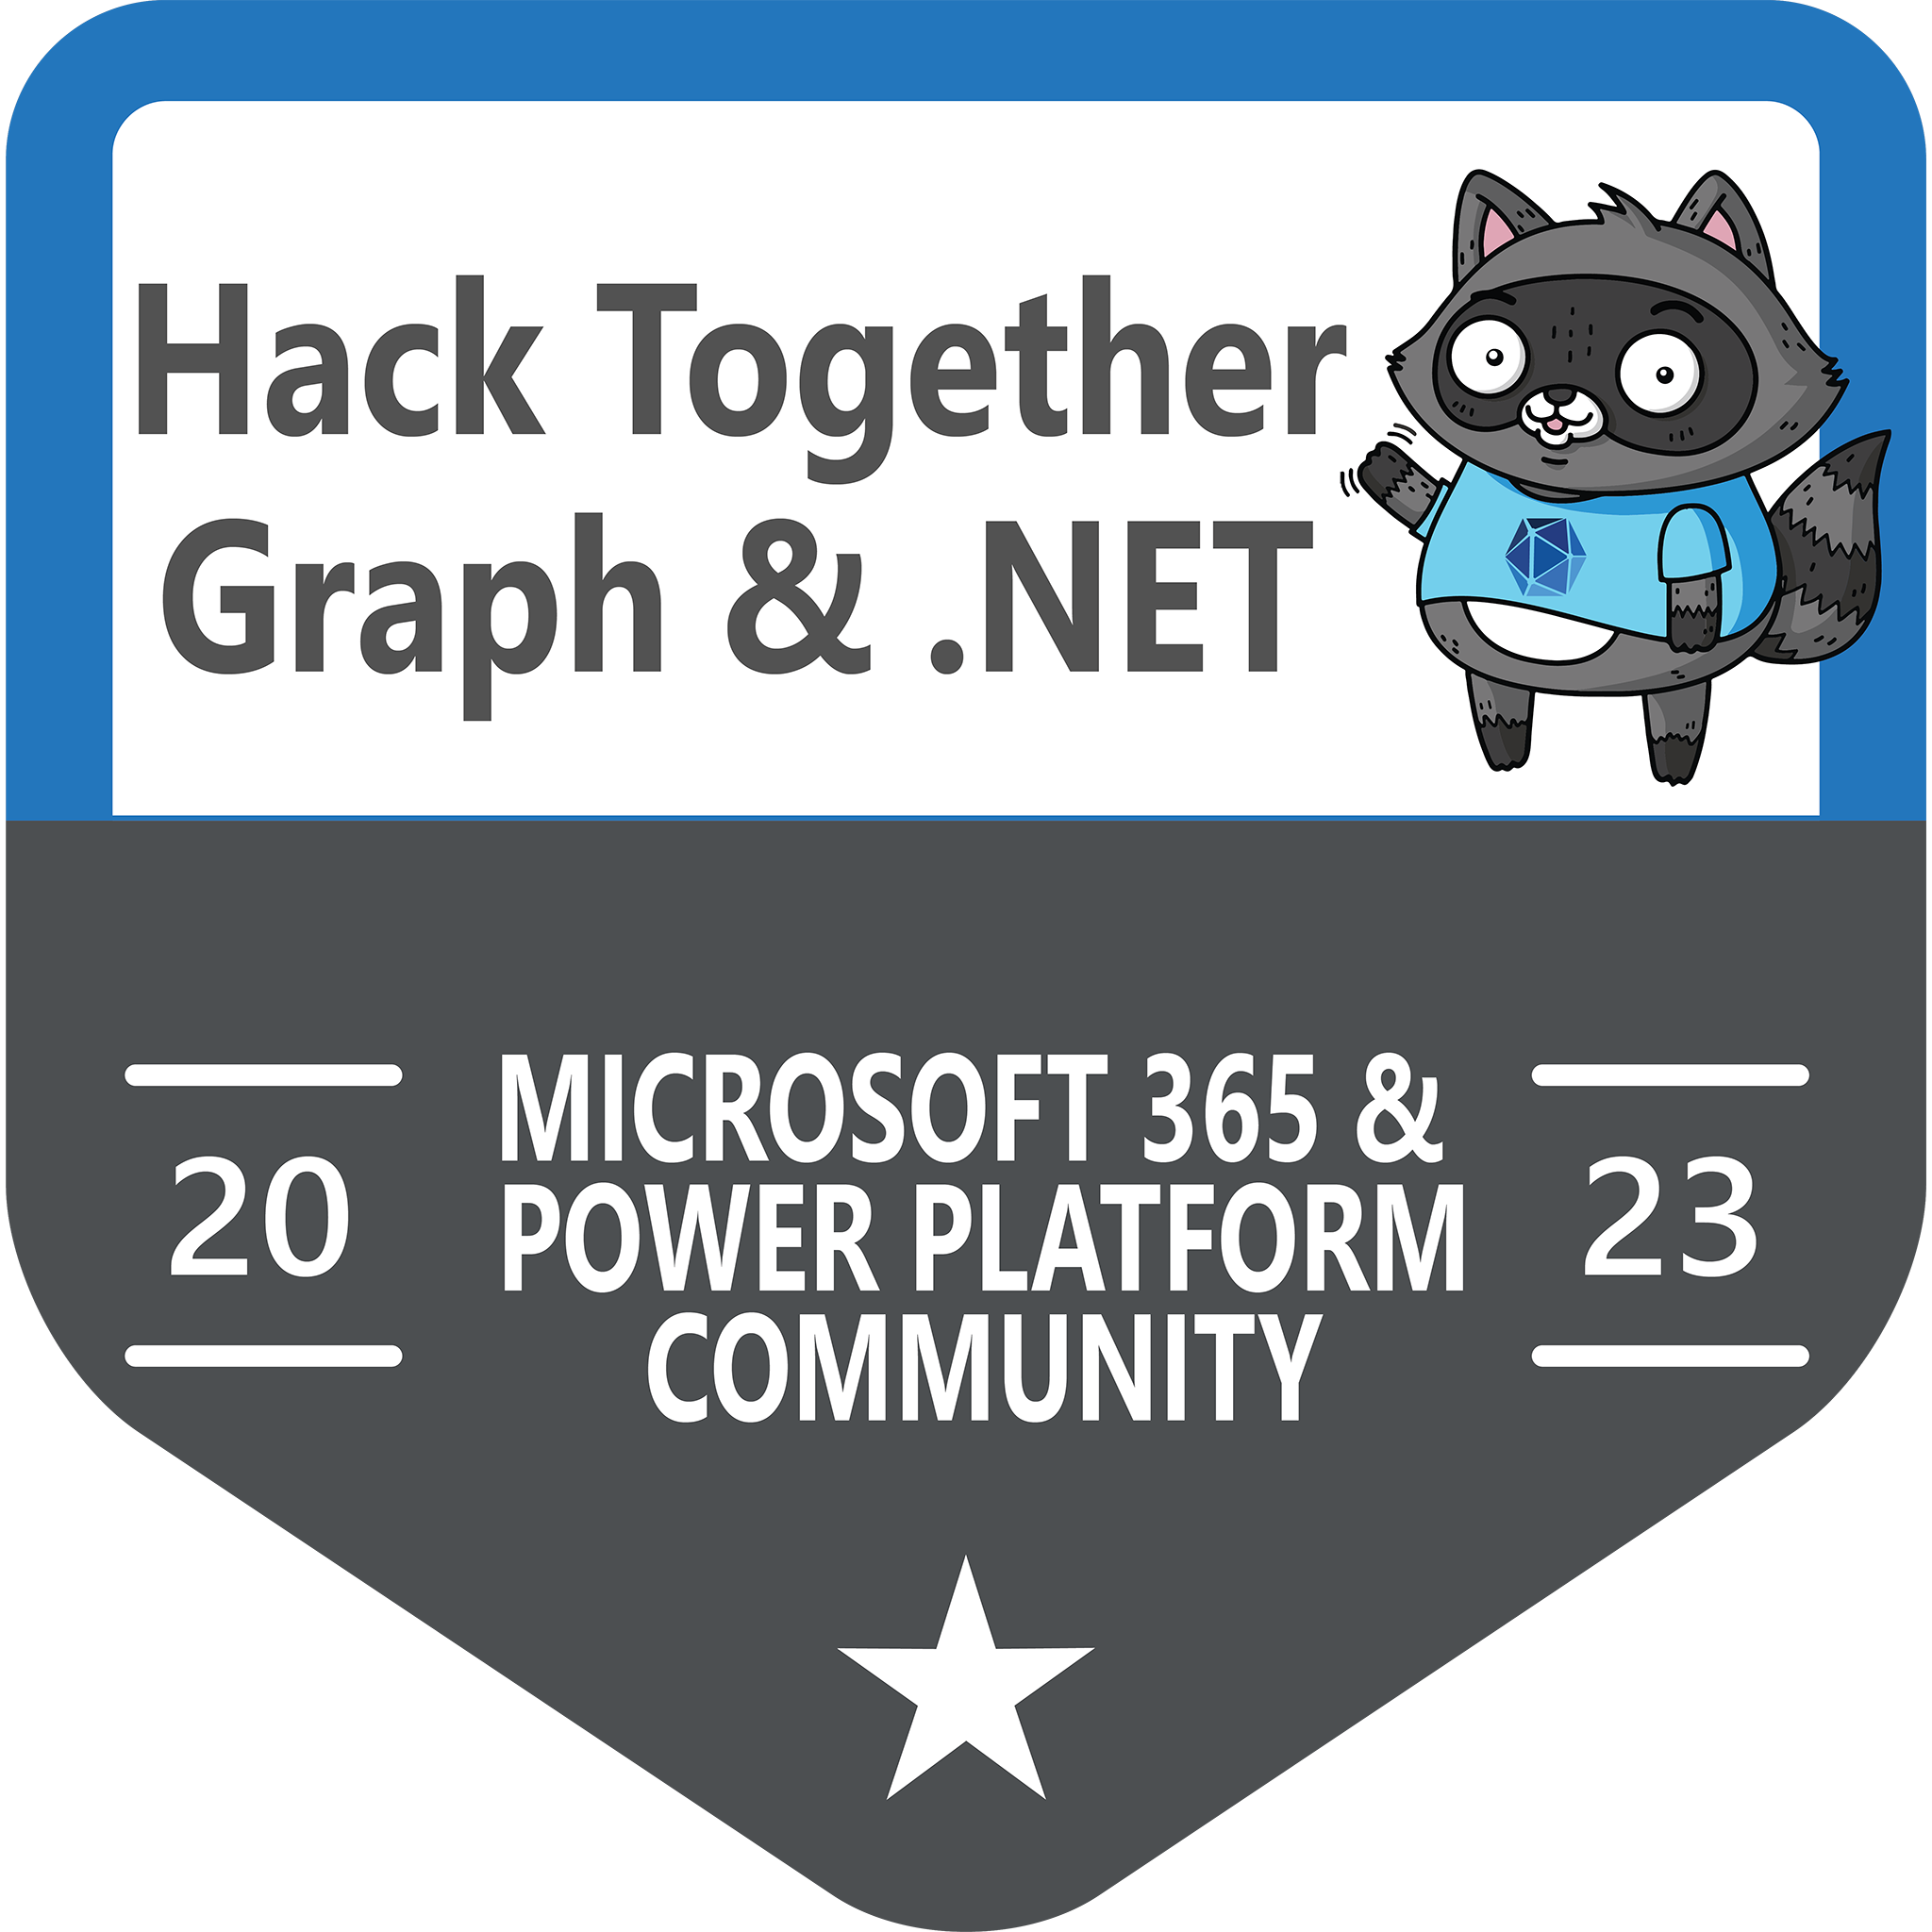 Hack Together
Graph & .NET
MICROSOFT 365 &
POWER PLATFORM
COMMUNITY
20
23